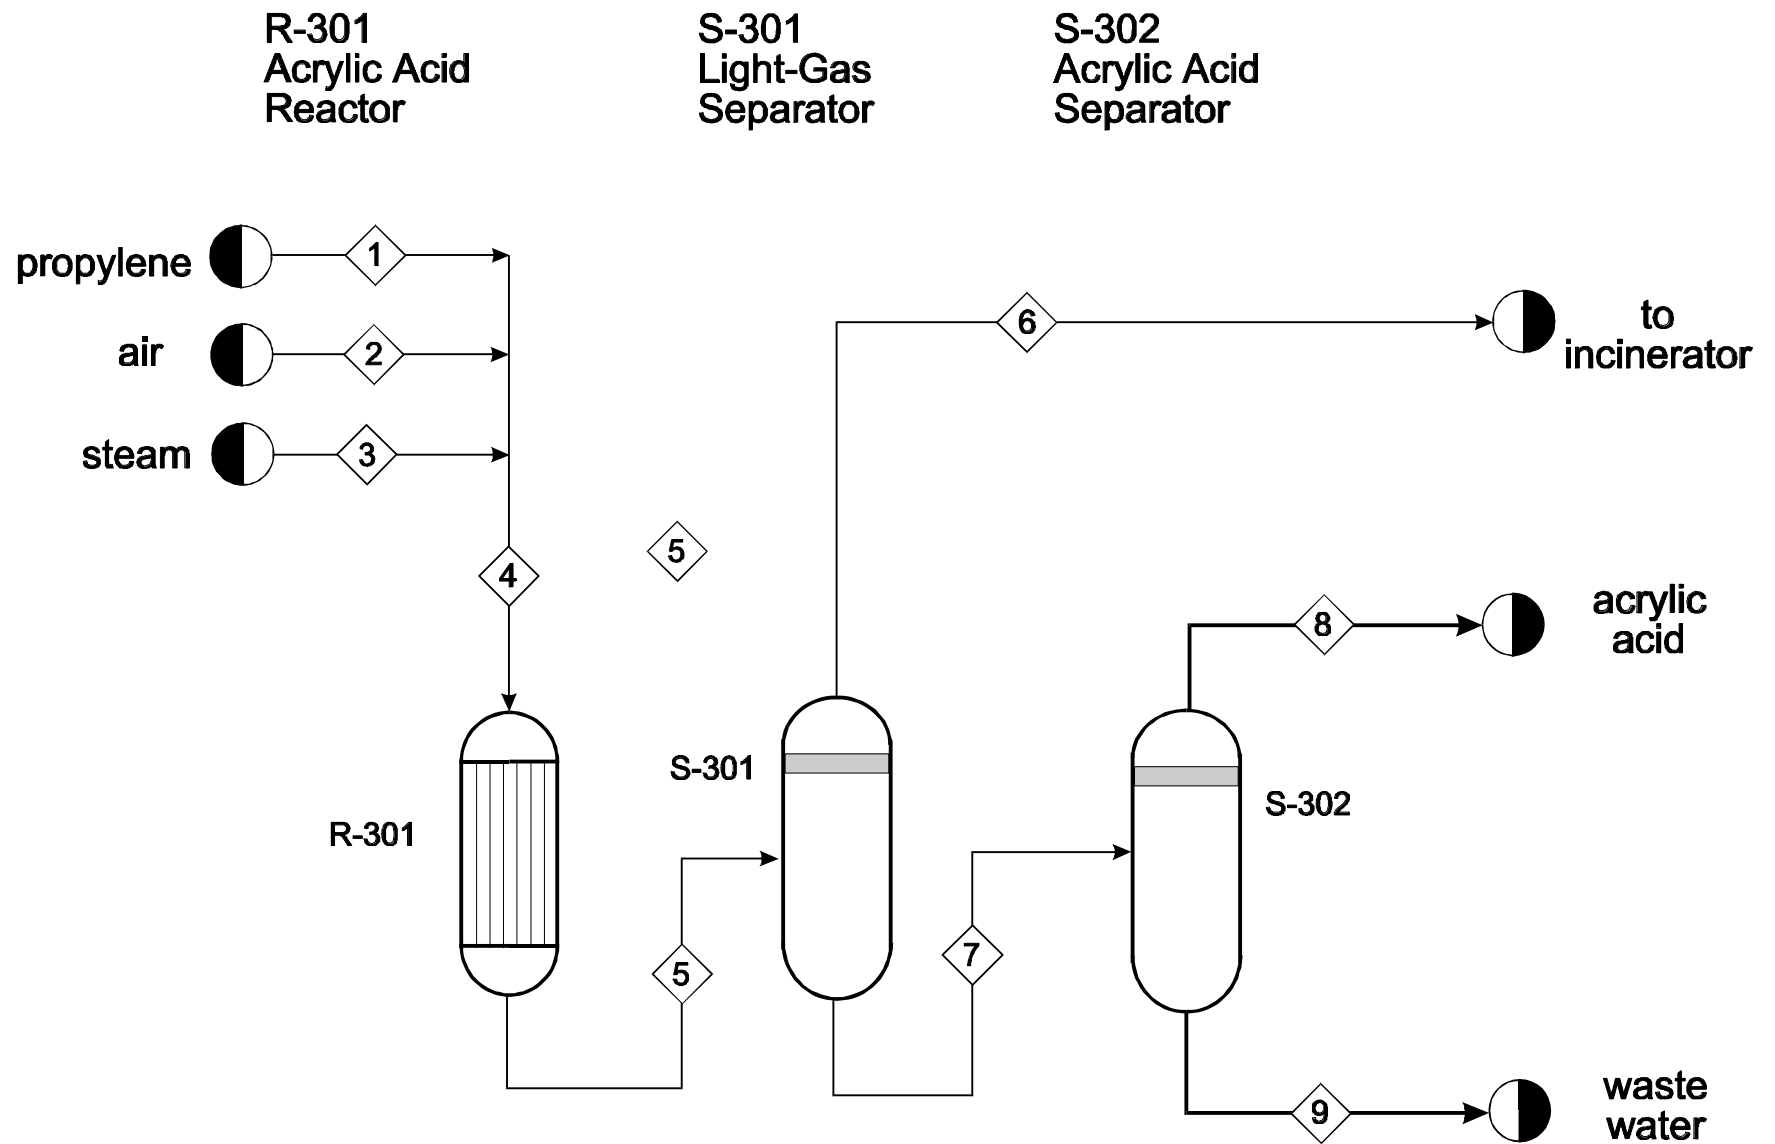 R-301
Acrylic Acid
Reactor
S-301
Light-Gas
Separator
S-302
Acrylic Acid
Separator
propylene
1
air
2
steam
3
6
to
incinerator
5
4
acrylic
acid
8
S-301
S-302
R-301
5
7
waste
water
9